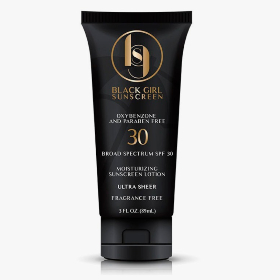 bsg
BLACK GIRL
SUNSCREEN
OXYBENZONE
AND PARABEN FREE
30
BROAD SPECTRUM SPF 30
MOISTURIZING
SUNSCREEN LOTION
ULTRA SHEER
FRAGRANCE FREE
3 FL OZ. (89mL)